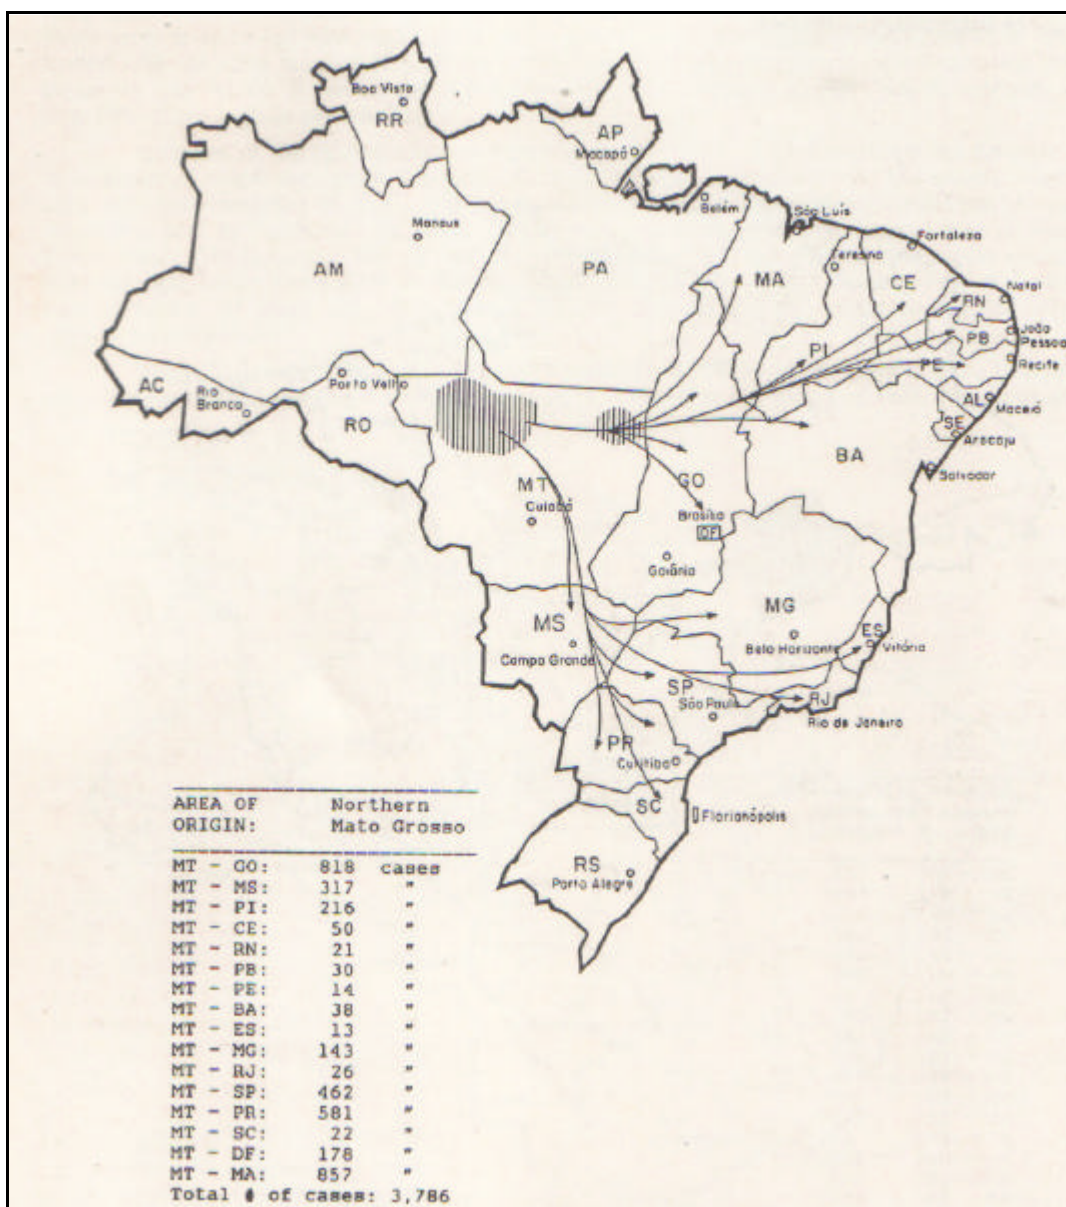 Boa Vista
RR
AP
Macapá
Belém
São Luís
Manaus
Fortaleza
Teresina
AM
PA
MA
CE
Natal
RN
João
Pessoa
PB
PI
PE
Recife
AC
Rio
Branco
Porto Velho
RO
AL
Maceió
SE
Aracaju
BA
Salvador
GO
MT
Cuiabá
Brasília
DF
Goiânia
MG
MS
Belo Horizonte
ES
Vitória
Campo Grande
SP
São Paulo
RJ
Rio de Janeiro
PR
Curitiba
SC
Florianópolis
RS
Porto Alegre
AREA OF Northern
ORIGIN: Mato Grosso
MT - GO: 818 cases
MT - MS: 317 "
MT - PI: 216 "
MT - CE: 50 "
MT - RN: 21 "
MT - PB: 30 "
MT - PE: 14 "
MT - BA: 38 "
MT - ES: 13 "
MT - MG: 143 "
MT - RJ: 26 "
MT - SP: 462 "
MT - PR: 581 "
MT - SC: 22 "
MT - DF: 178 "
MT - MA: 857 "
Total # of cases: 3,786